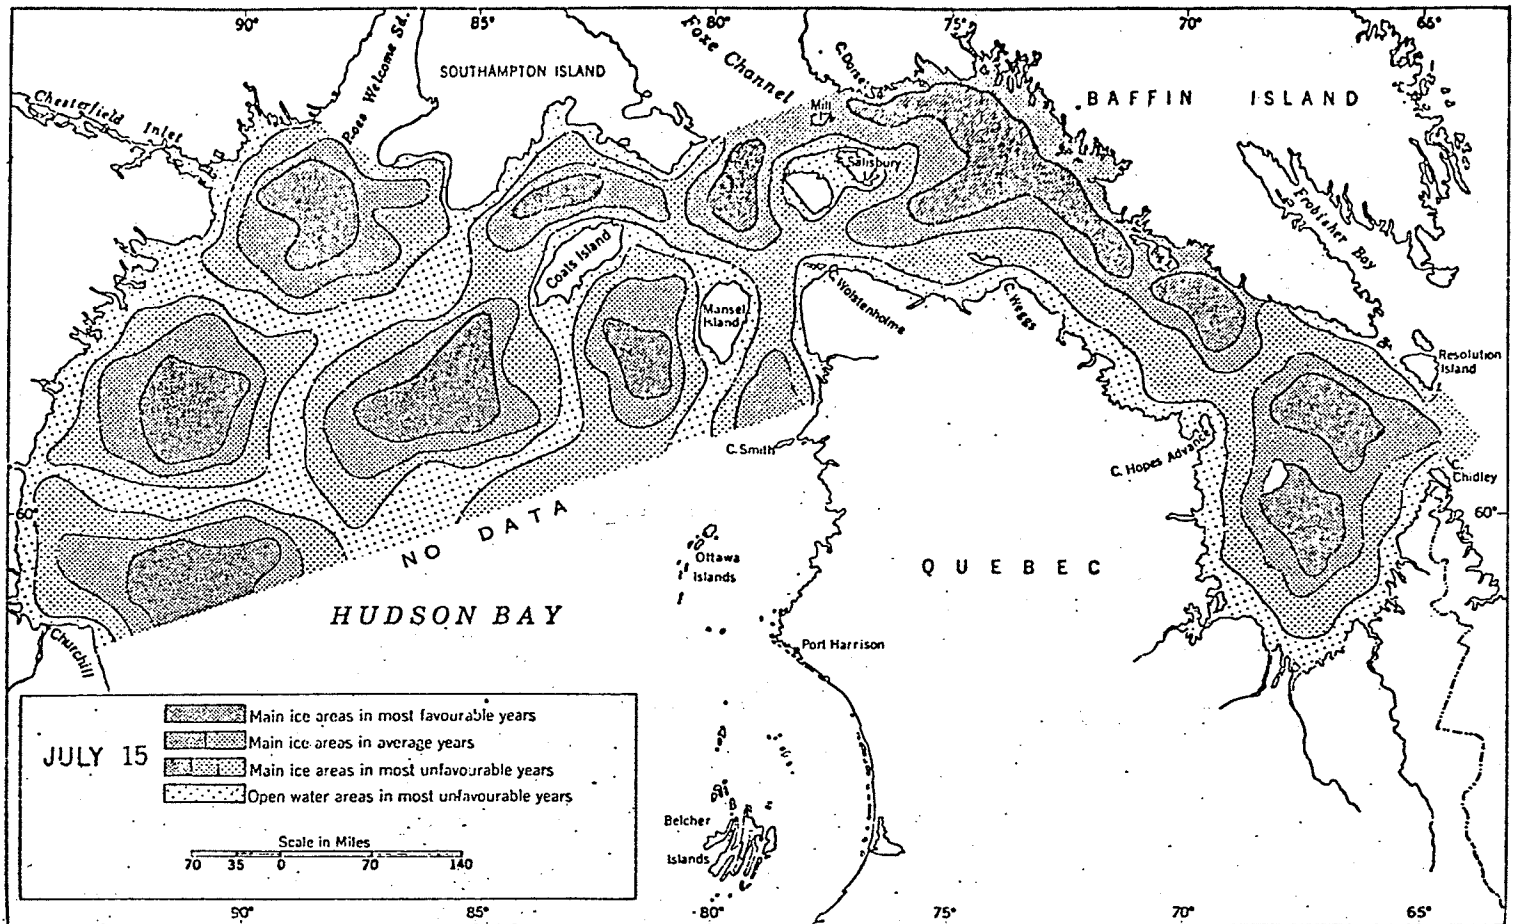 90°
85°
80°
75°
70°
65°
Foxe Channel
Ross Welcome Sd.
SOUTHAMPTON ISLAND
C. Dorset
BAFFIN ISLAND
Chesterfield Inlet
Mill
Salisbury
Frobisher Bay
Coats Island
Mansel
Island
C. Wolstenholme
C. Weggs
Resolution
Island
C. Smith
C. Hopes Advance
C.
Chidley
60°
60°
NO DATA
Ottawa
Islands
QUEBEC
HUDSON BAY
Churchill
Port Harrison
JULY 15
Main ice areas in most favourable years
Main ice areas in average years
Main ice areas in most unfavourable years
Open water areas in most unfavourable years
Scale in Miles
70 35 0 70 140
Belcher
Islands
90°
85°
80°
75°
70°
65°